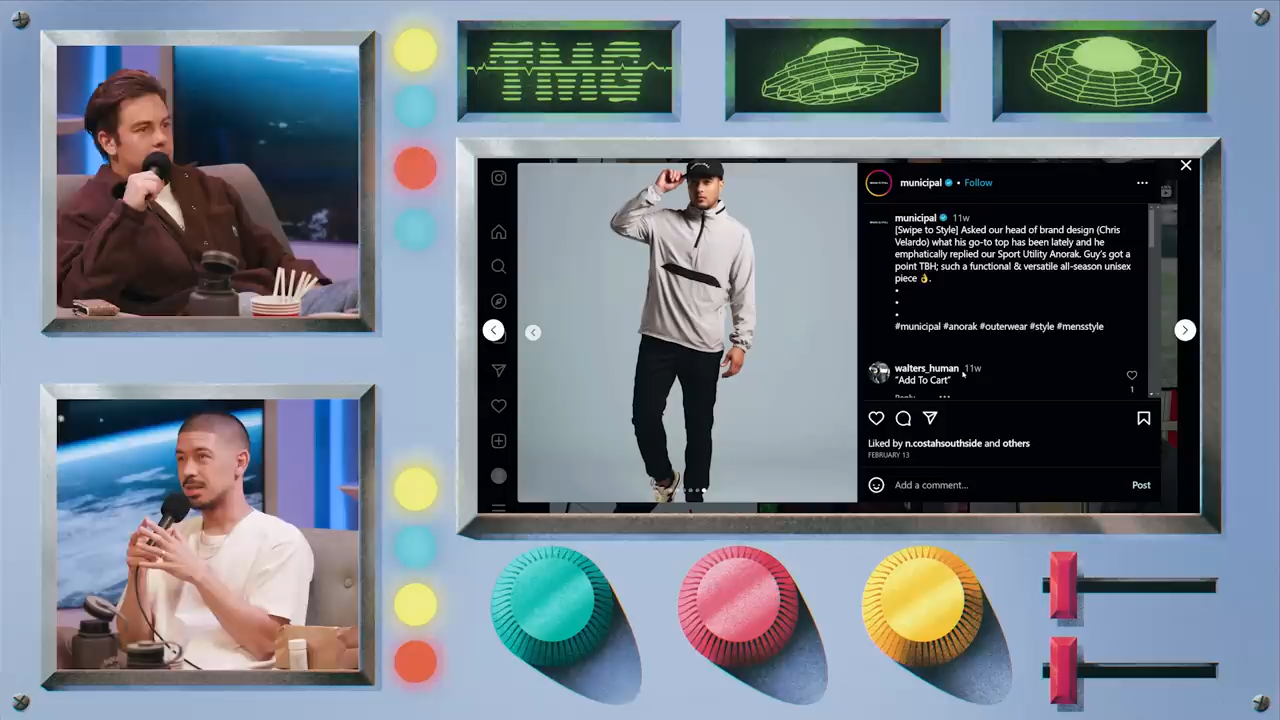 TMG
municipal • Follow
municipal 11w
[Swipe to Style] Asked our head of brand design (Chris
Velardo) what his go-to top has been lately and he
emphatically replied our Sport Utility Anorak. Guy's got a
point TBH; such a functional & versatile all-season unisex
piece 👌.
•
•
•
#municipal #anorak #outerwear #style #mensstyle
walters_human 11w
"Add To Cart"
1
Reply
Liked by n.costahsouthside and others
FEBRUARY 13
Add a comment...
Post